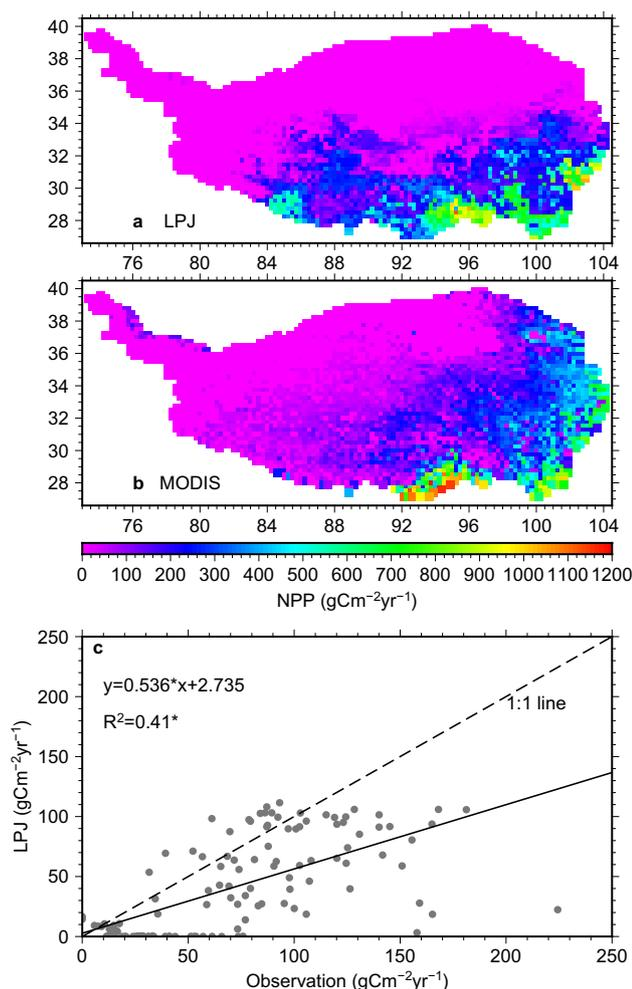 40
38
36
34
32
30
28
a LPJ
76 80 84 88 92 96 100 104
40
38
36
34
32
30
28
b MODIS
76 80 84 88 92 96 100 104
0 100 200 300 400 500 600 700 800 900 1000 1100 1200
NPP (gCm⁻²yr⁻¹)
250
c
y=0.536*x+2.735
200
1:1 line
R²=0.41*
150
LPJ (gCm⁻²yr⁻¹)
100
50
0
0 50 100 150 200 250
Observation (gCm⁻²yr⁻¹)